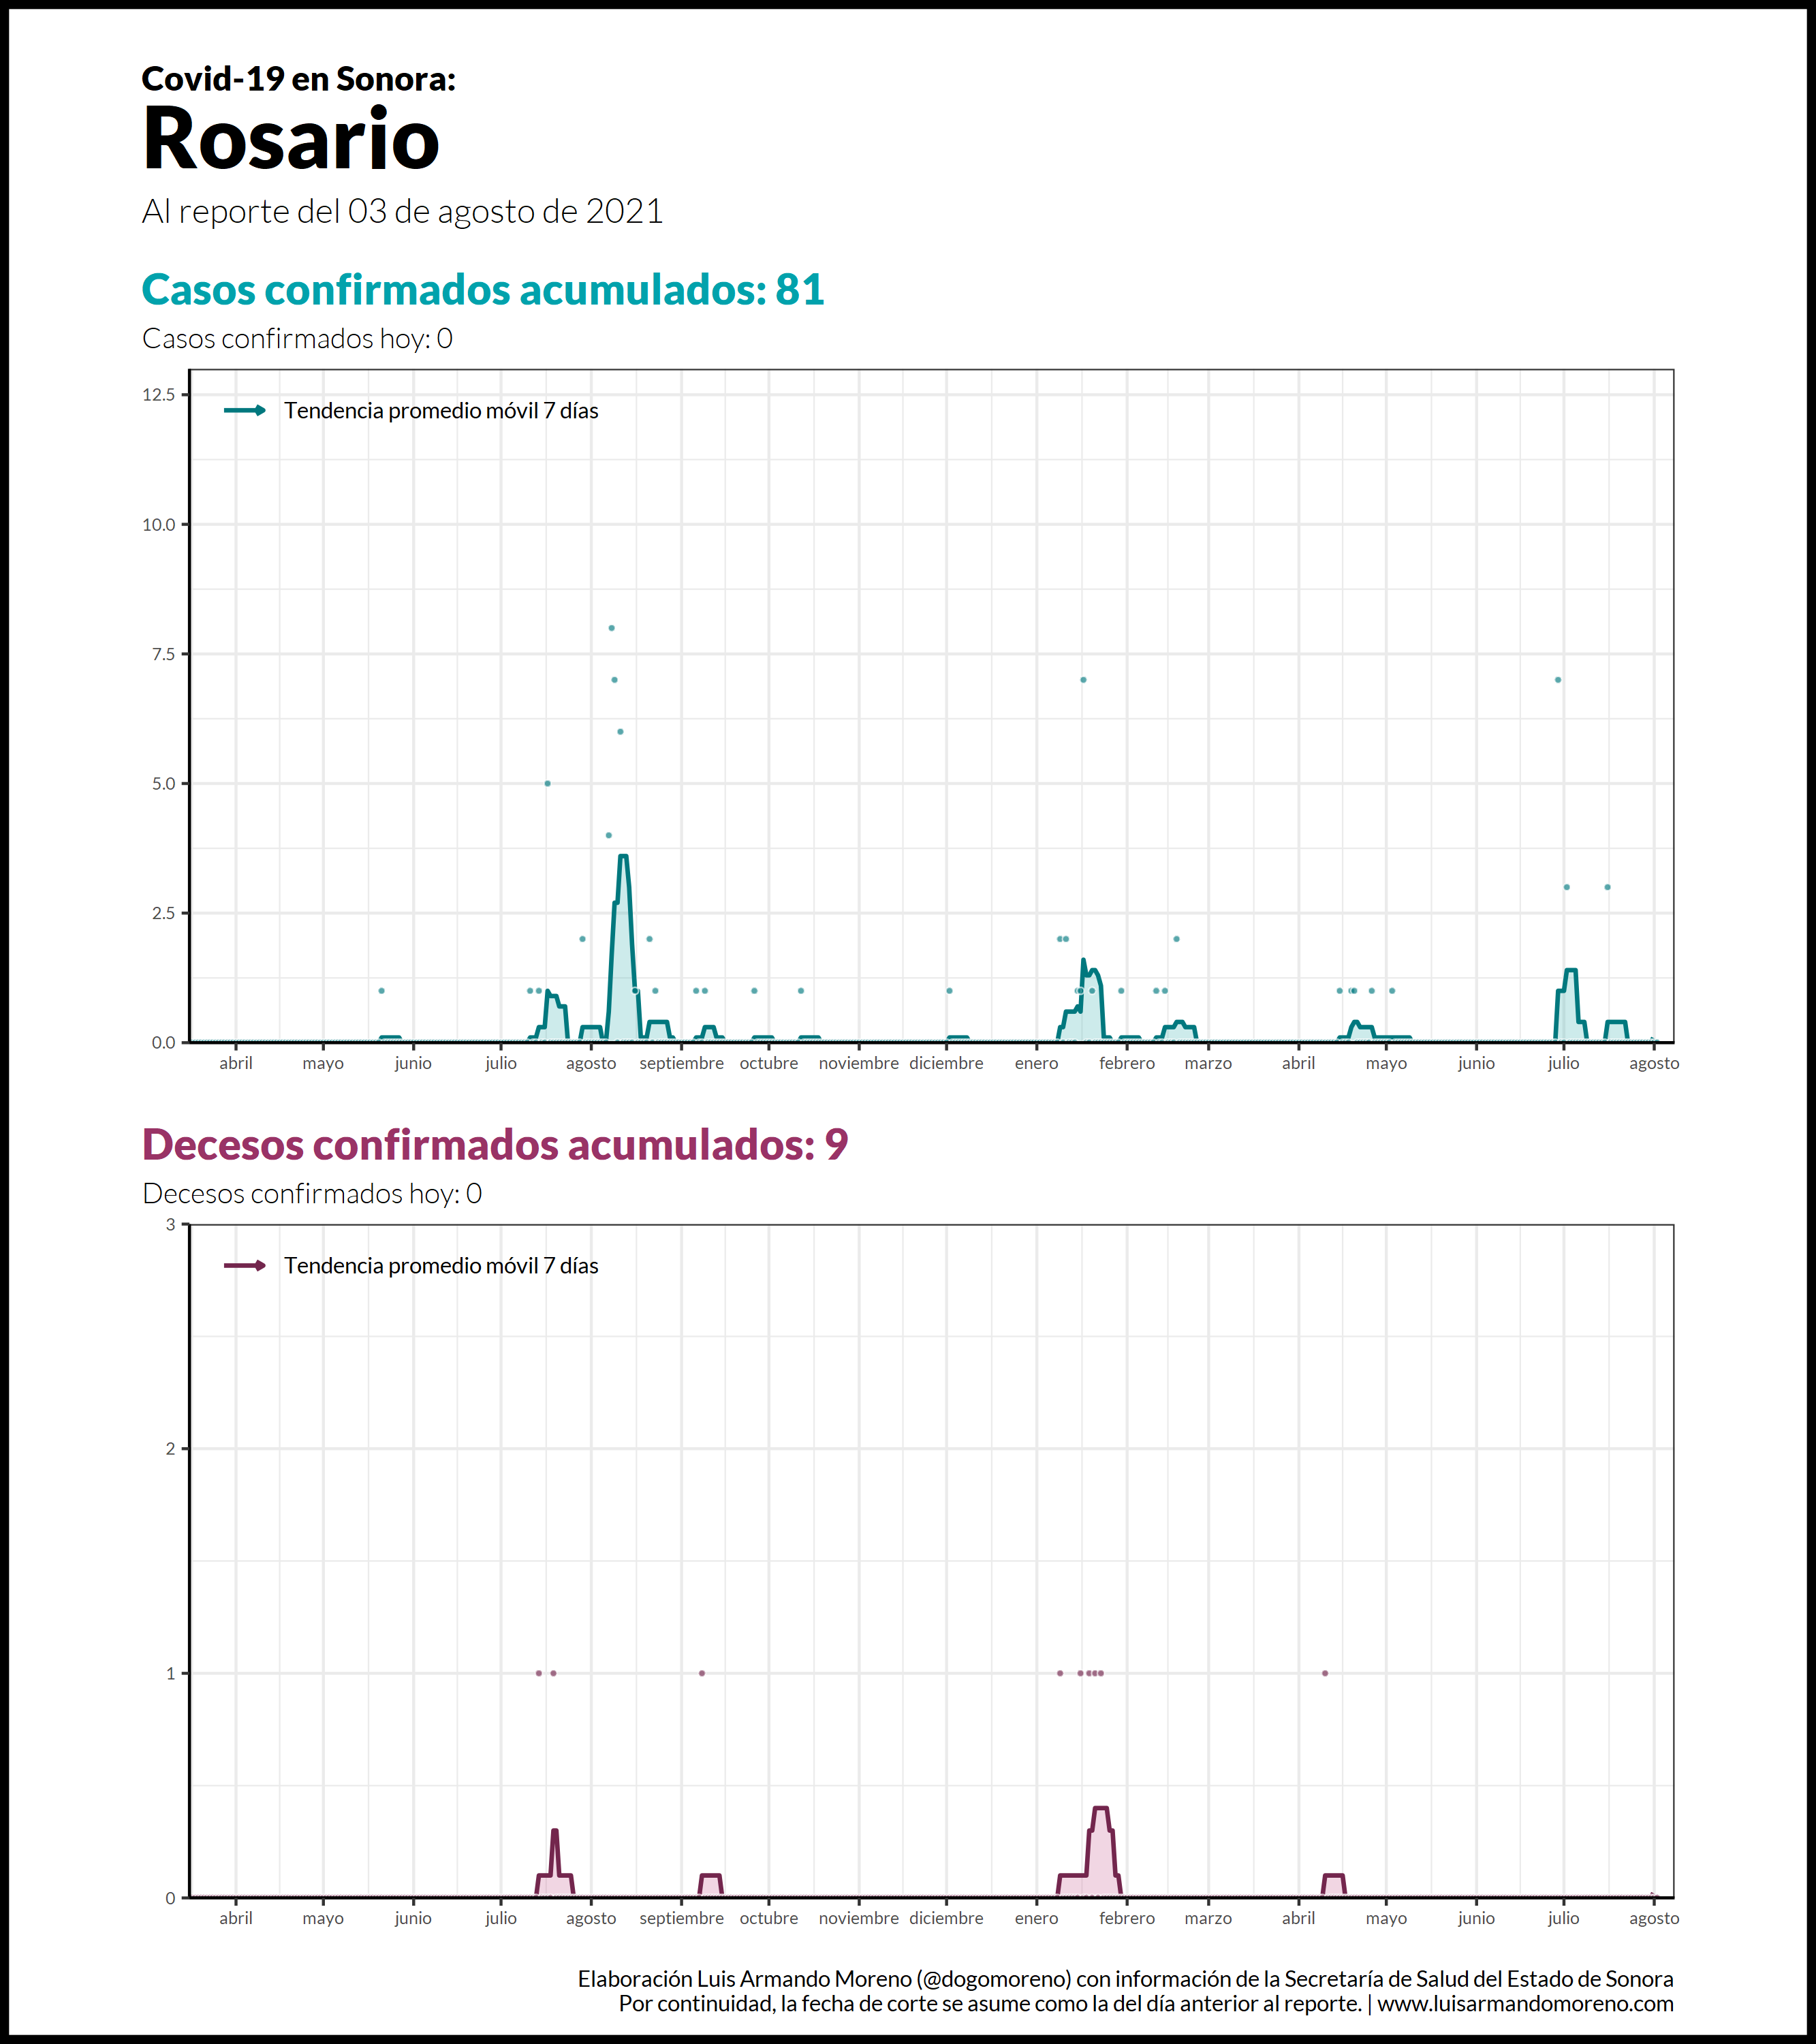 Covid-19 en Sonora:
Rosario
Al reporte del 03 de agosto de 2021
Casos confirmados acumulados: 81
Casos confirmados hoy: 0
12.5
Tendencia promedio móvil 7 días
10.0
7.5
5.0
2.5
0.0
abril mayo junio julio agosto septiembre octubre noviembre diciembre enero febrero marzo abril mayo junio julio agosto
Decesos confirmados acumulados: 9
Decesos confirmados hoy: 0
3
Tendencia promedio móvil 7 días
2
1
0
abril mayo junio julio agosto septiembre octubre noviembre diciembre enero febrero marzo abril mayo junio julio agosto
Elaboración Luis Armando Moreno (@dogomoreno) con información de la Secretaría de Salud del Estado de Sonora
Por continuidad, la fecha de corte se asume como la del día anterior al reporte. | www.luisarmandomoreno.com